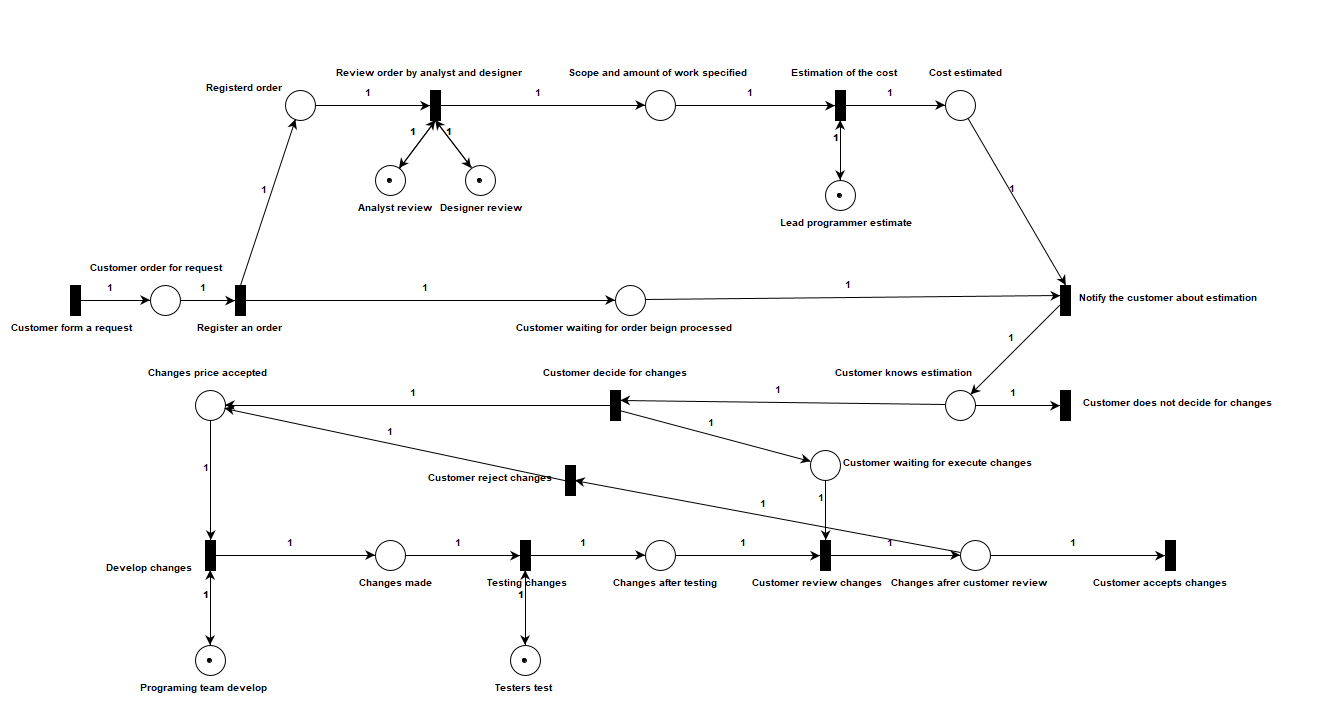 Review order by analyst and designer
Scope and amount of work specified
Estimation of the cost
Cost estimated
Registerd order
1
1
1
1
1
1
1
1
1
Analyst review
Designer review
Lead programmer estimate
Customer order for request
1
1
1
1
Customer form a request
Register an order
Customer waiting for order beign processed
Notify the customer about estimation
1
Changes price accepted
Customer decide for changes
Customer knows estimation
1
1
1
Customer does not decide for changes
1
1
Customer waiting for execute changes
1
Customer reject changes
1
1
1
1
1
1
1
1
Develop changes
Changes made
Testing changes
Changes after testing
Customer review changes
Changes afrer customer review
Customer accepts changes
1
1
Programing team develop
Testers test